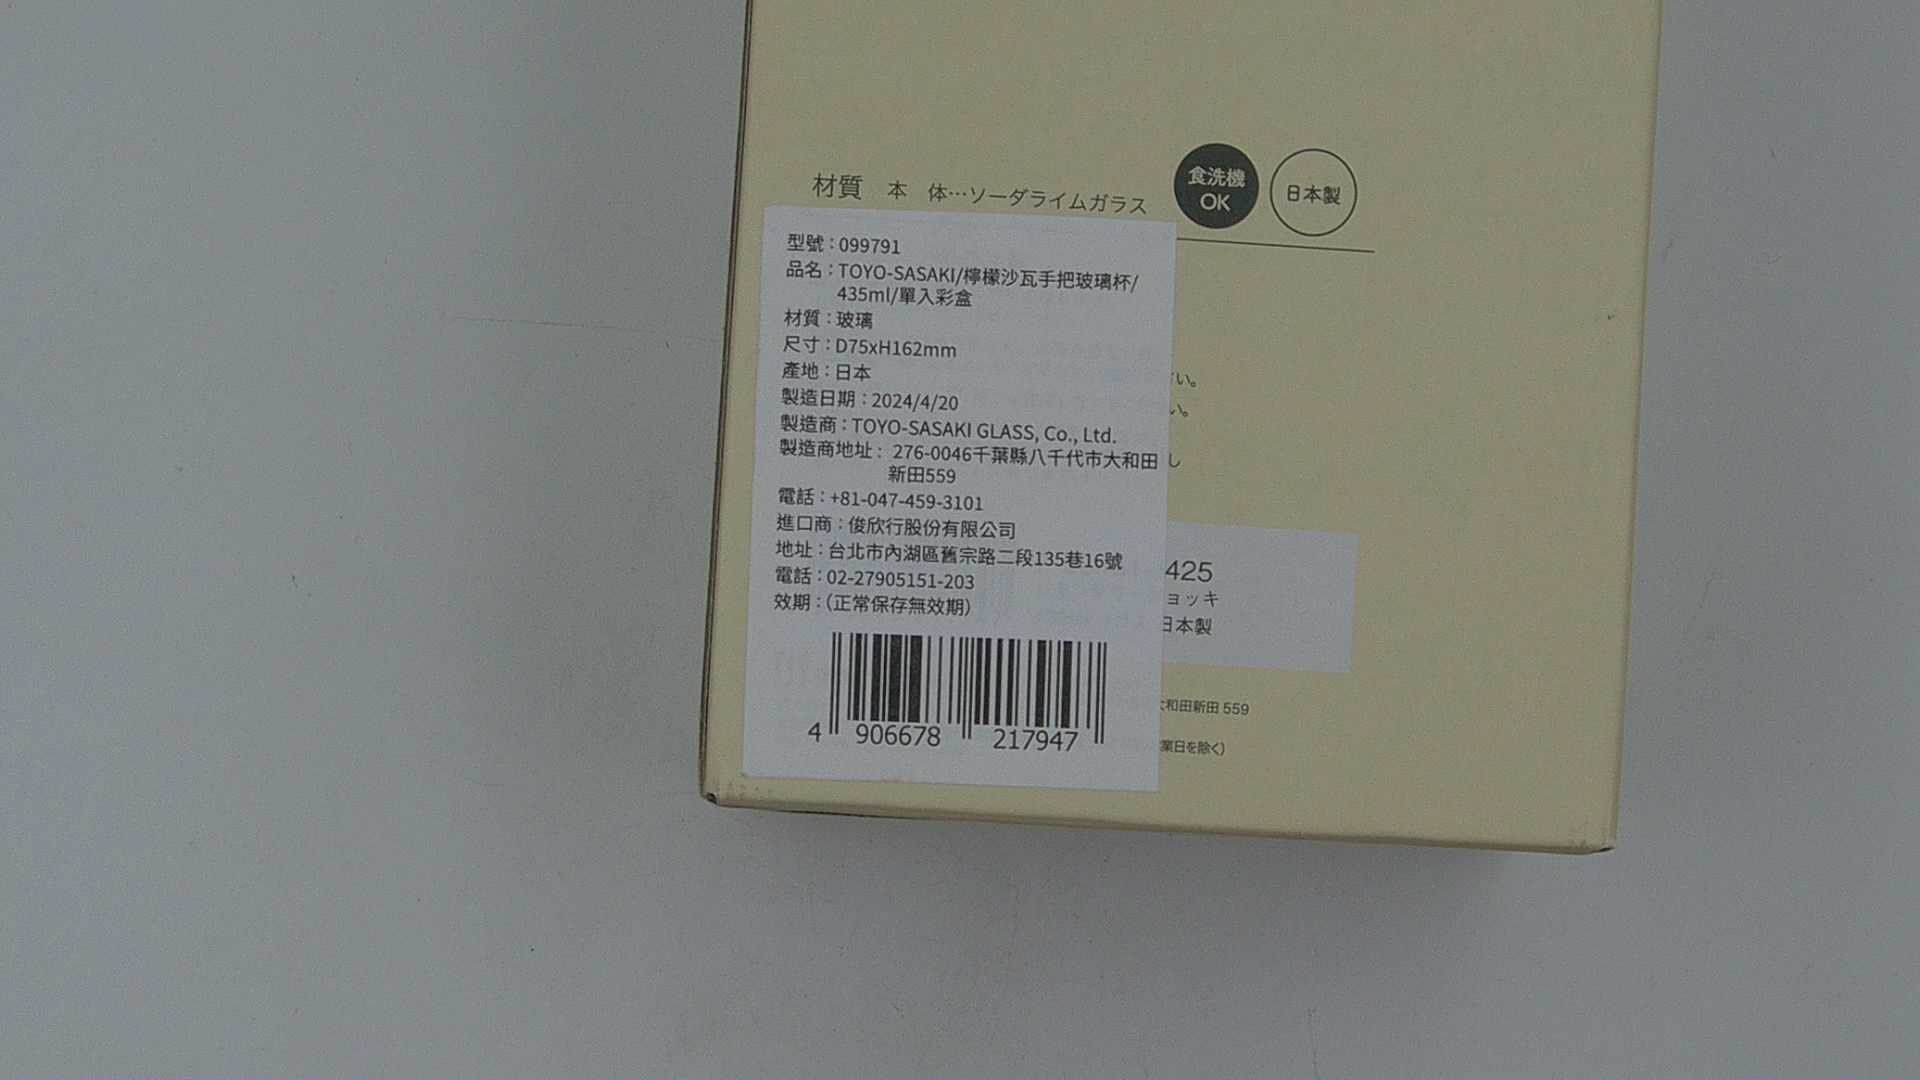 材質 本 体…ソーダライムガラス
食洗機
OK
日本製
型號：099791
品名：TOYO-SASAKI/檸檬沙瓦手把玻璃杯/
435ml/單入彩盒
材質：玻璃
尺寸：D75xH162mm
產地：日本
製造日期：2024/4/20
製造商：TOYO-SASAKI GLASS, Co., Ltd.
製造商地址： 276-0046千葉縣八千代市大和田
新田559
電話：+81-047-459-3101
進口商：俊欣行股份有限公司
地址：台北市內湖區舊宗路二段135巷16號
電話：02-27905151-203
效期：（正常保存無效期）
4 906678 217947
い。
い。
し
425
ョッキ
日本製
和田新田 559
業日を除く）